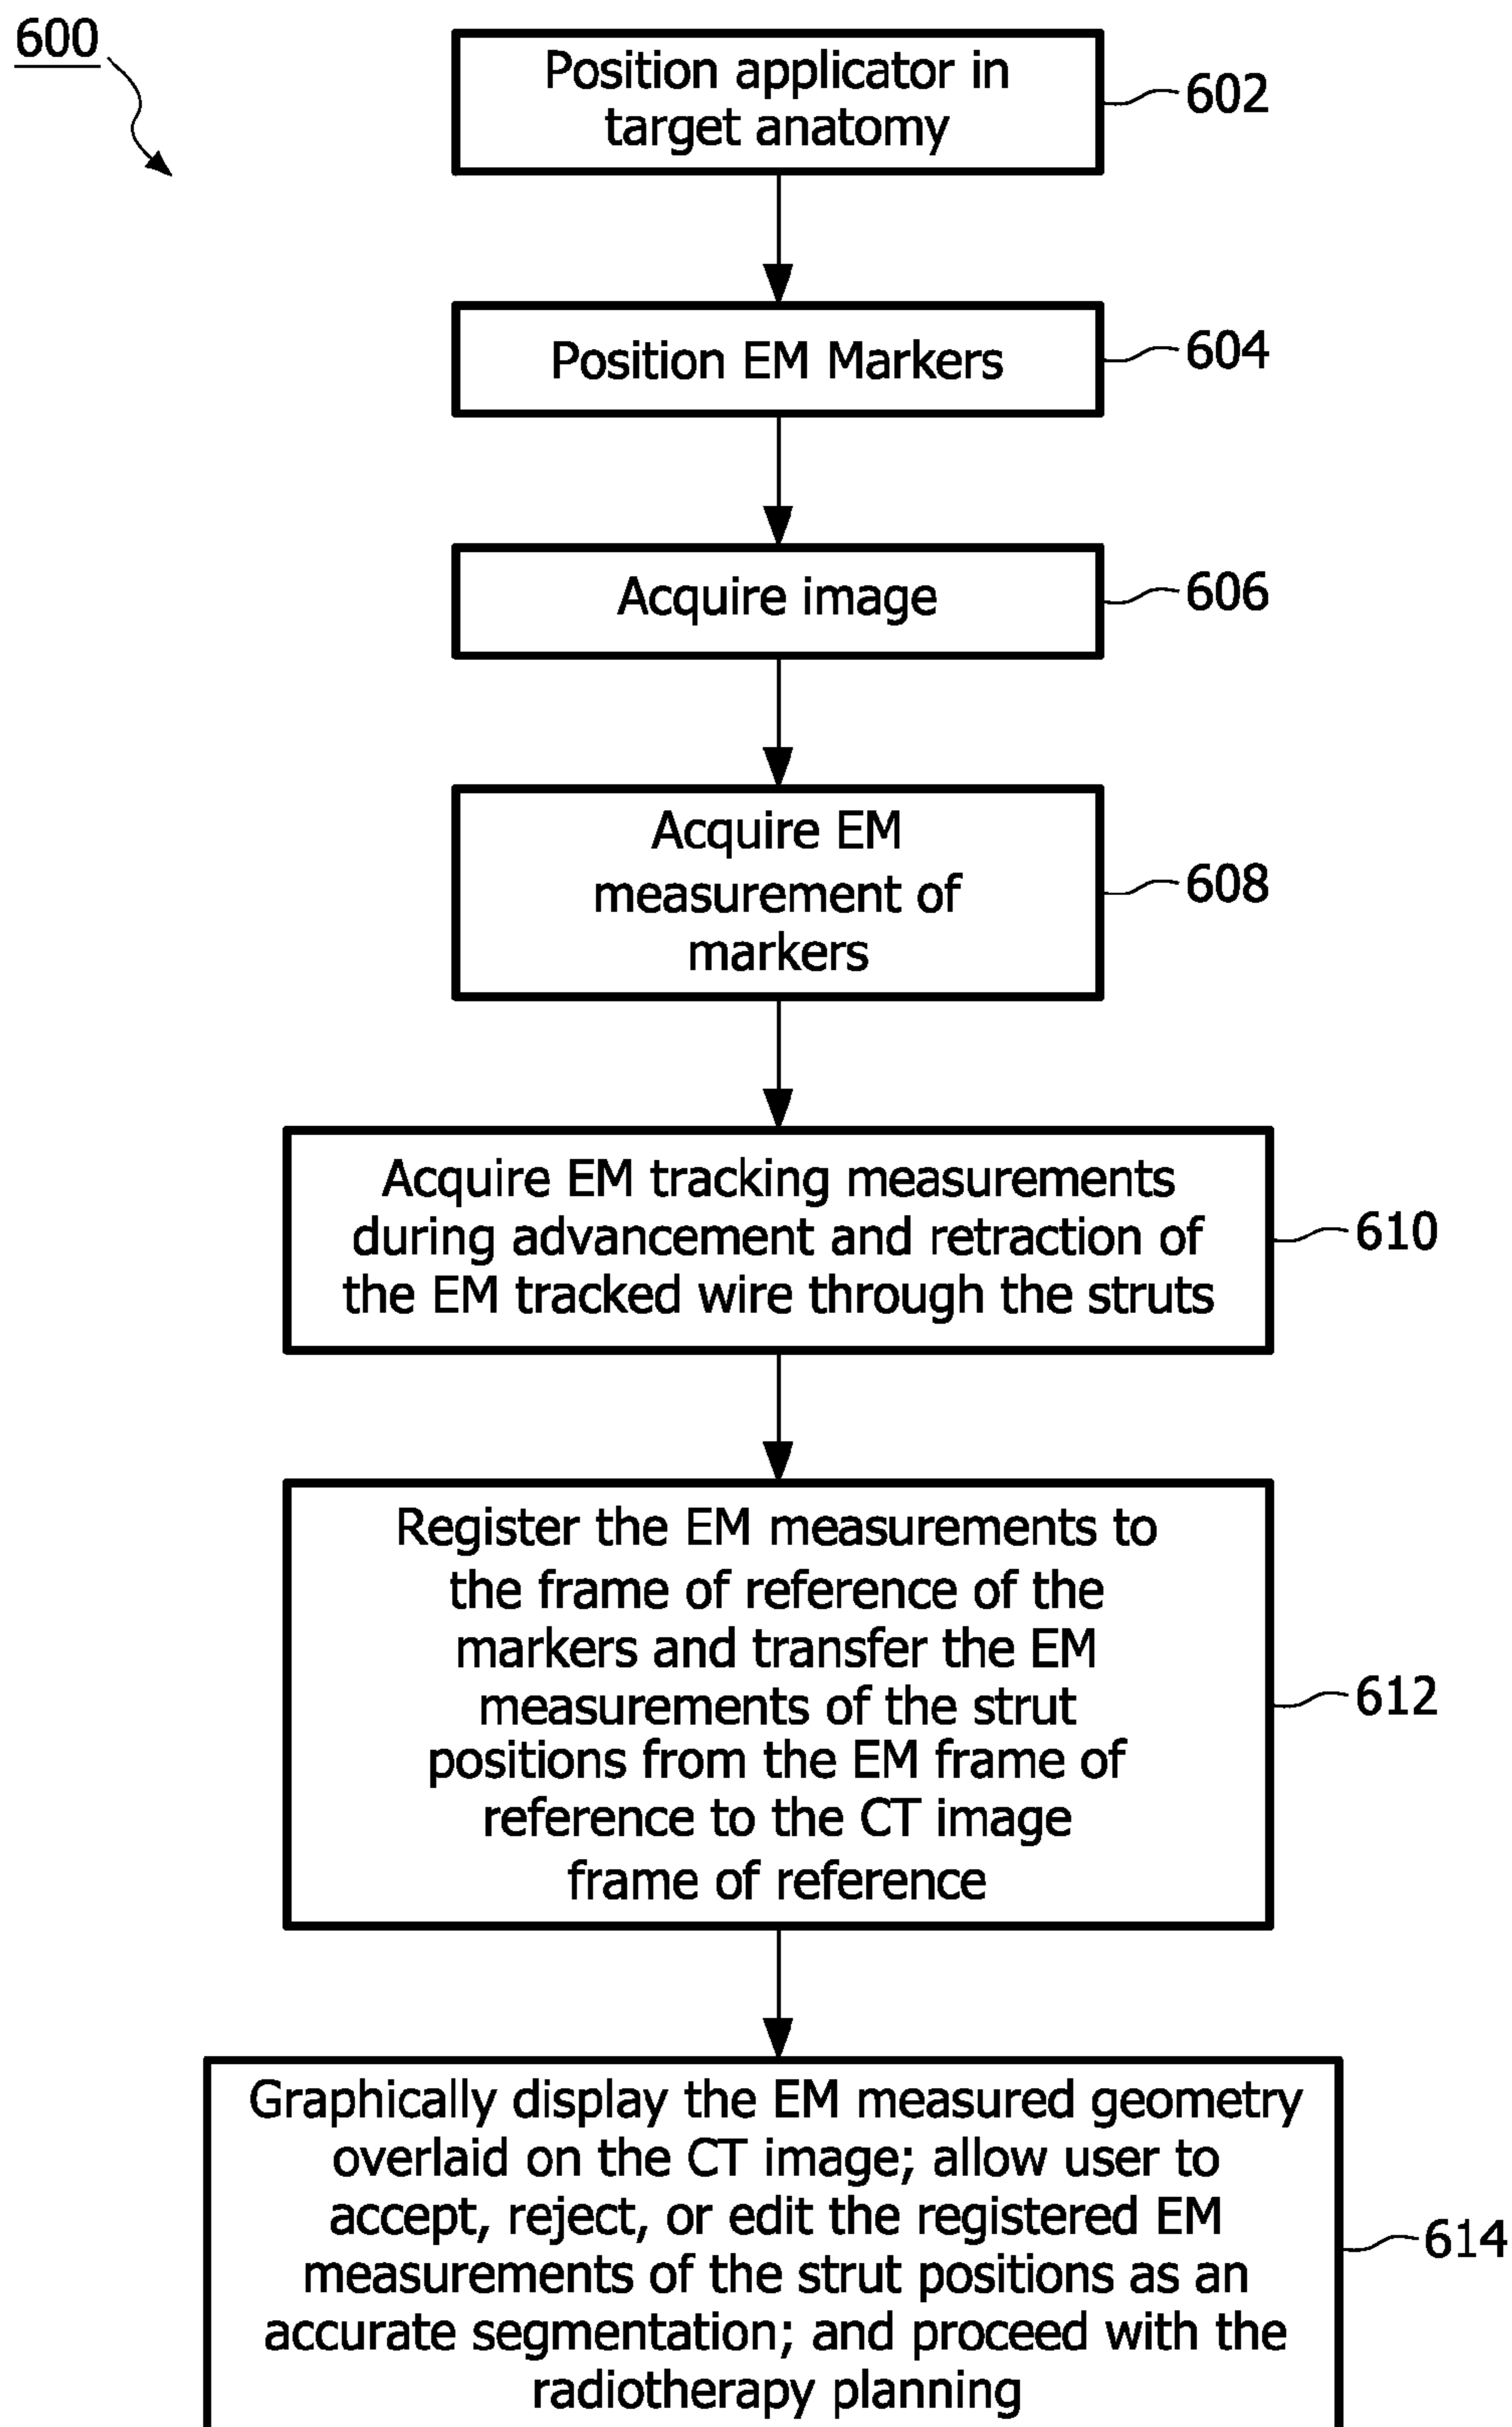 600
Position applicator in
target anatomy
602
Position EM Markers
604
Acquire image
606
Acquire EM
measurement of
markers
608
Acquire EM tracking measurements
during advancement and retraction of
the EM tracked wire through the struts
610
Register the EM measurements to
the frame of reference of the
markers and transfer the EM
measurements of the strut
positions from the EM frame of
reference to the CT image
frame of reference
612
Graphically display the EM measured geometry
overlaid on the CT image; allow user to
accept, reject, or edit the registered EM
measurements of the strut positions as an
accurate segmentation; and proceed with the
radiotherapy planning
614